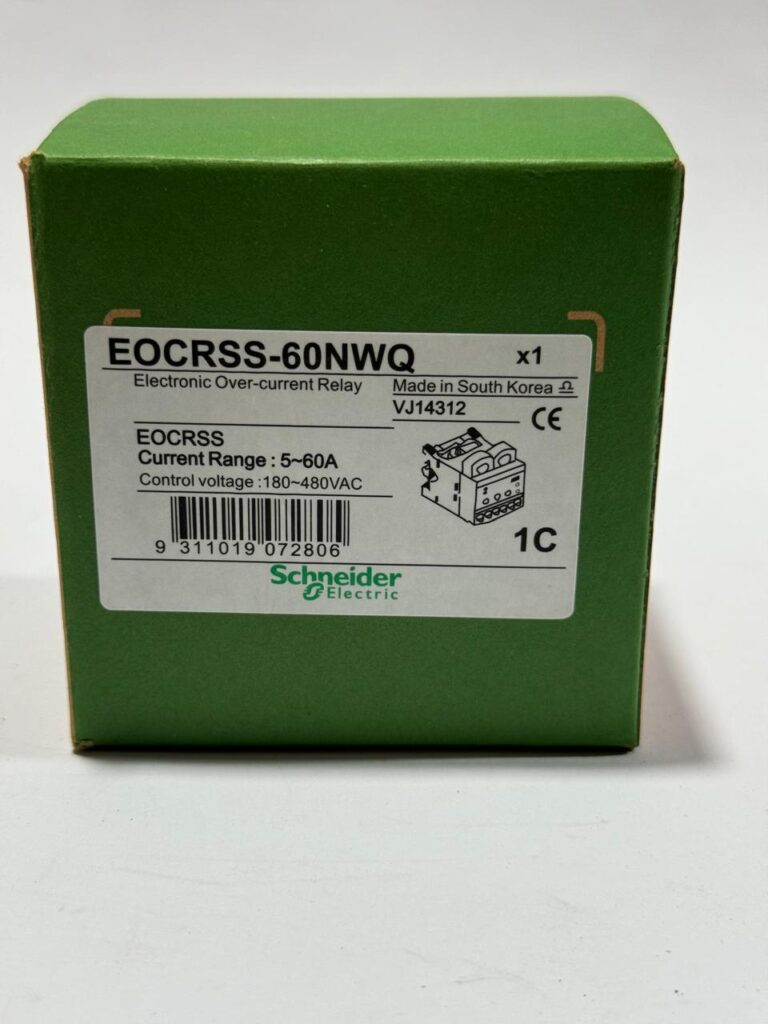 EOCRSS-60NWQ x1
Electronic Over-current Relay
Made in South Korea
VJ14312
CE
EOCRSS
Current Range : 5~60A
Control voltage :180~480VAC
9 311019 072806
1C
Schneider
Electric